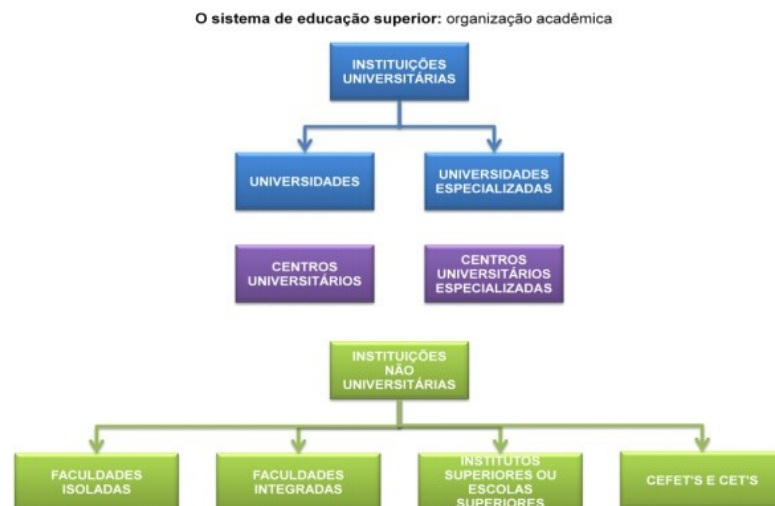 O sistema de educação superior: organização acadêmica
INSTITUIÇÕES
UNIVERSITÁRIAS
UNIVERSIDADES
UNIVERSIDADES
ESPECIALIZADAS
CENTROS
UNIVERSITÁRIOS
CENTROS
UNIVERSITÁRIOS
ESPECIALIZADAS
INSTITUIÇÕES
NÃO
UNIVERSITÁRIAS
FACULDADES
ISOLADAS
FACULDADES
INTEGRADAS
INSTITUTOS
SUPERIORES OU
ESCOLAS
SUPERIORES
CEFET'S E CET'S